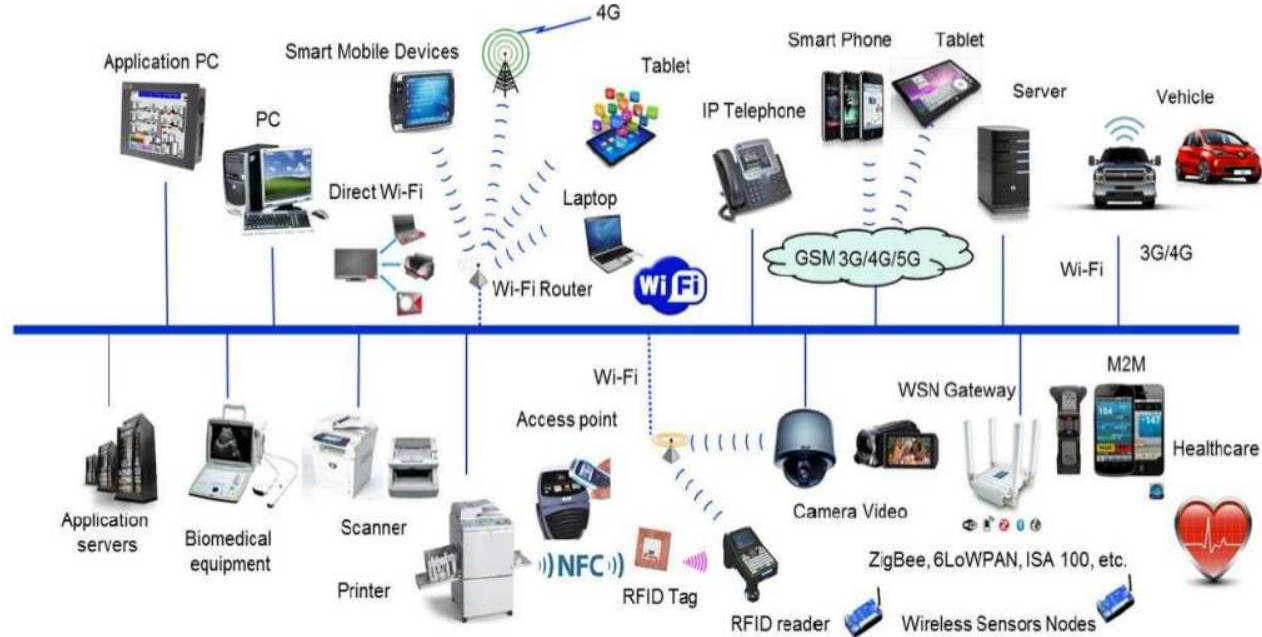 4G
Smart Mobile Devices
Smart Phone
Tablet
Application PC
Tablet
Server
Vehicle
PC
IP Telephone
Direct Wi-Fi
Laptop
GSM 3G/4G/5G
3G/4G
Wi-Fi
Wi-Fi Router
Wi Fi
Wi-Fi
M2M
WSN Gateway
Access point
Healthcare
Application
servers
Biomedical
equipment
Scanner
Camera Video
ZigBee, 6LoWPAN, ISA 100, etc.
NFC
Printer
RFID Tag
RFID reader
Wireless Sensors Nodes